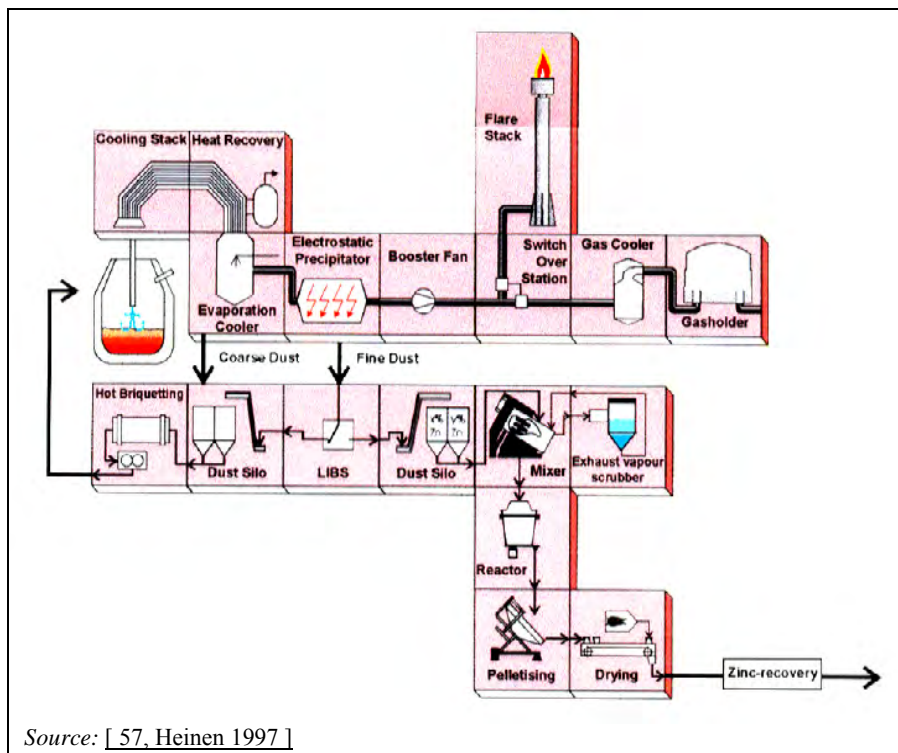 Flare
Stack
Cooling Stack
Heat Recovery
Electrostatic
Precipitator
Booster Fan
Switch
Over
Station
Gas Cooler
Evaporation
Cooler
Gasholder
Coarse Dust
Fine Dust
Hot Briquetting
Dust Silo
LIBS
x%
Zn
y%
Zn
Dust Silo
Mixer
Exhaust vapour
scrubber
Reactor
Pelletising
Drying
Zinc-recovery
Source: [ 57, Heinen 1997 ]